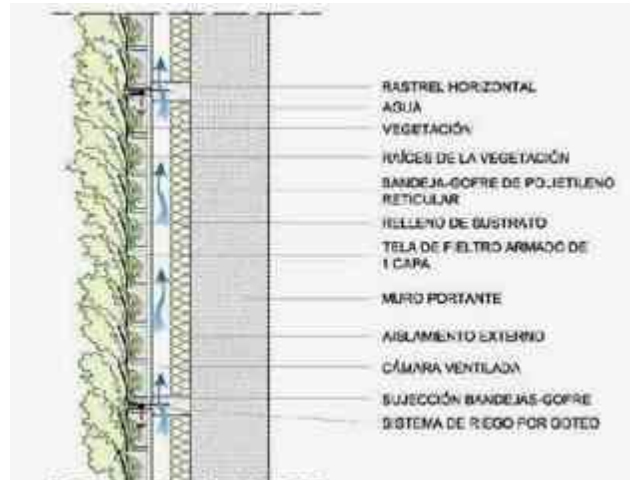 RASTREL HORIZONTAL
AGUA
VEGETACIÓN
RAÍCES DE LA VEGETACIÓN
BANDEJA-GOFRE DE POLIETILENO
RETICULAR
RELLENO DE SUSTRATO
TELA DE FIELTRO ARMADO DE
1 CAPA
MURO PORTANTE
AISLAMIENTO EXTERNO
CÁMARA VENTILADA
SUJECCIÓN BANDEJAS-GOFRE
SISTEMA DE RIEGO POR GOTEO